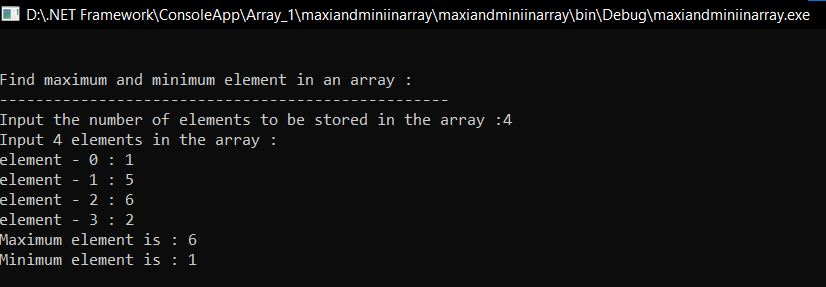 D:\.NET Framework\ConsoleApp\Array_1\maxiandminiinarray\maxiandminiinarray\bin\Debug\maxiandminiinarray.exe
Find maximum and minimum element in an array :
--------------------------------------------------
Input the number of elements to be stored in the array :4
Input 4 elements in the array :
element - 0 : 1
element - 1 : 5
element - 2 : 6
element - 3 : 2
Maximum element is : 6
Minimum element is : 1